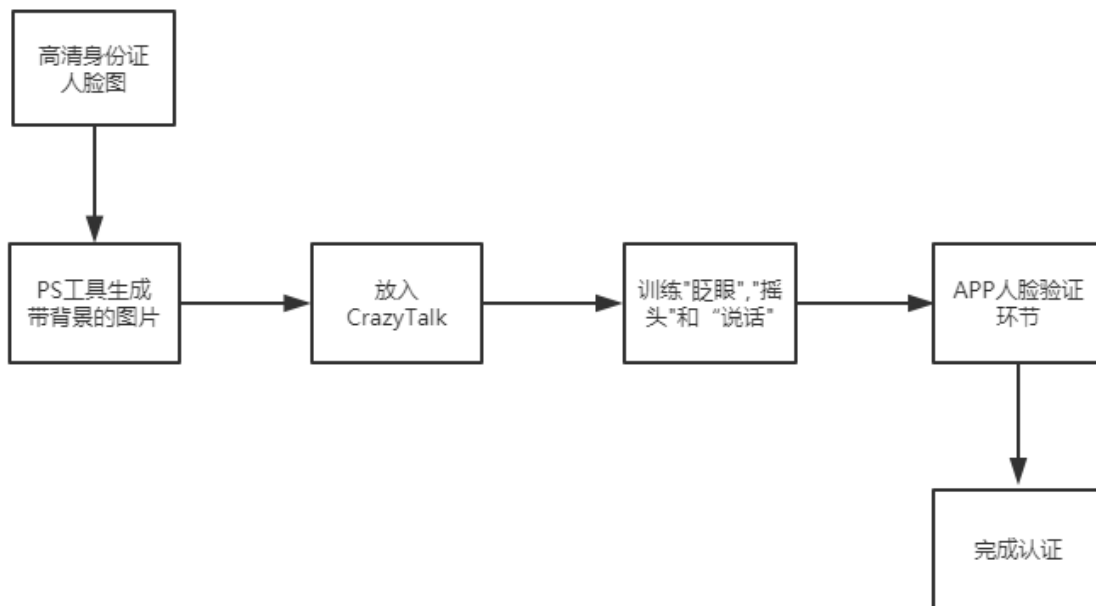 高清身份证
人脸图
PS工具生成
带背景的图片
放入
CrazyTalk
训练"眨眼","摇
头"和“说话"
APP人脸验证
环节
完成认证